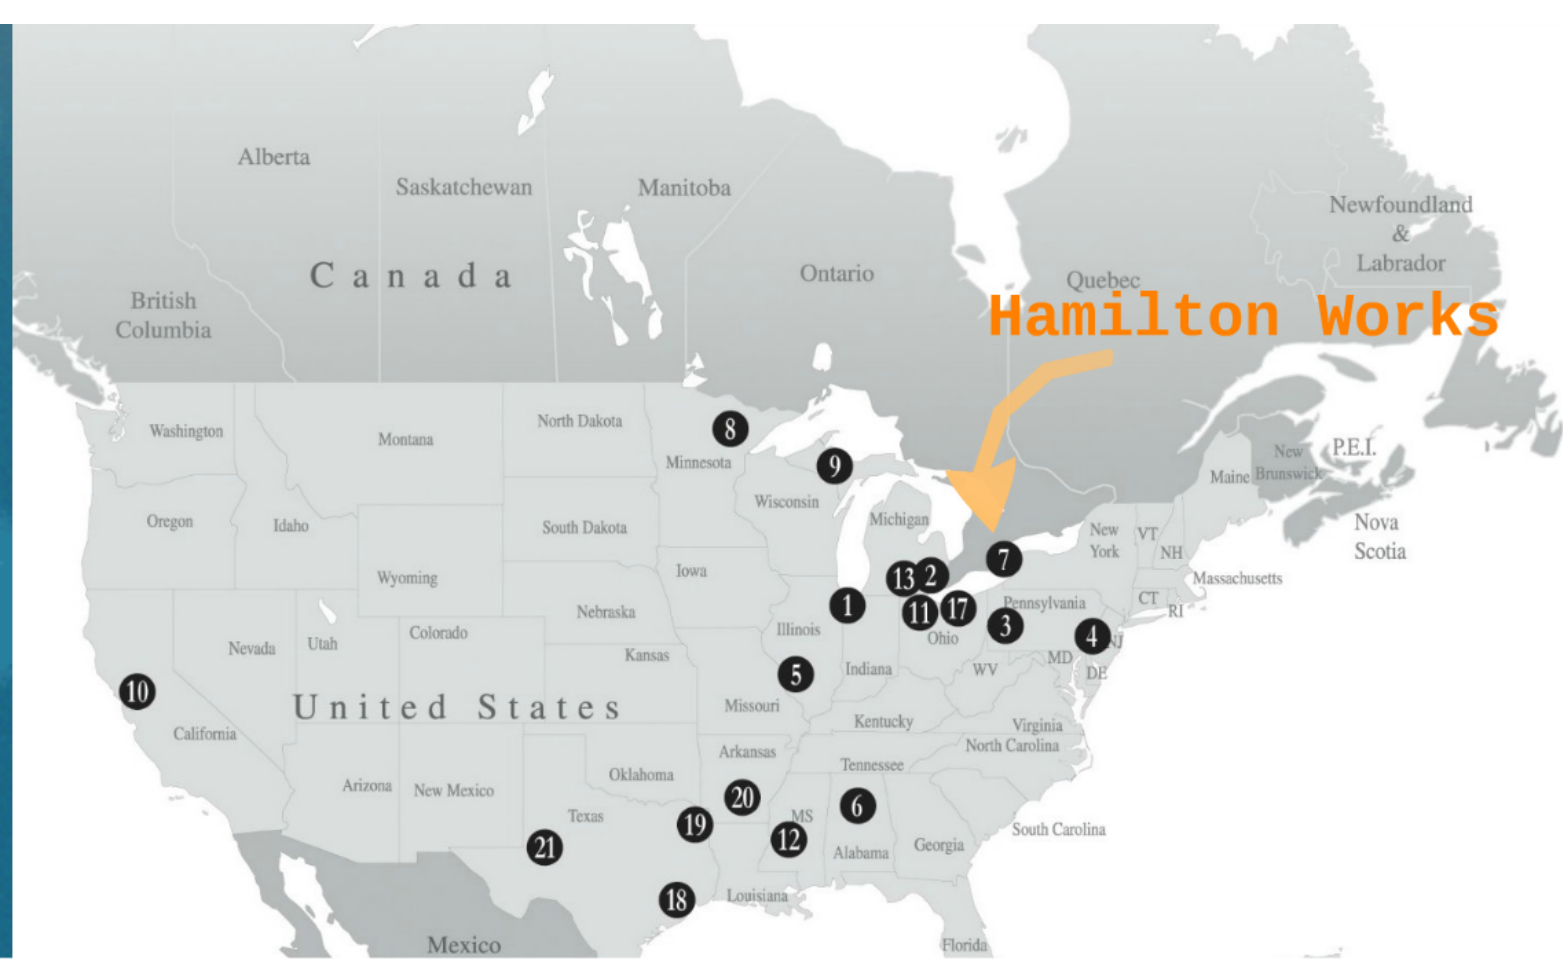 Alberta
Saskatchewan
Manitoba
Newfoundland
&
Labrador
Canada
Ontario
Quebec
British
Columbia
Hamilton Works
Washington
Montana
North Dakota
8
Minnesota
9
Wisconsin
Michigan
Maine
New
Brunswick
P.E.I.
Nova
Scotia
Oregon
Idaho
South Dakota
New
York
VT
NH
Massachusetts
Wyoming
Iowa
13
2
7
CT
RI
Nebraska
Illinois
1
11
17
Ohio
Pennsylvania
3
4
NJ
Nevada
Utah
Colorado
Kansas
5
Indiana
WV
MD
DE
10
California
United States
Missouri
Kentucky
Virginia
North Carolina
Arizona
New Mexico
Oklahoma
Arkansas
Tennessee
20
6
Texas
19
MS
12
Alabama
Georgia
South Carolina
21
18
Louisiana
Mexico
Florida